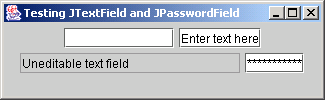 Testing JTextField and JPasswordField
Enter text here
Uneditable text field
************